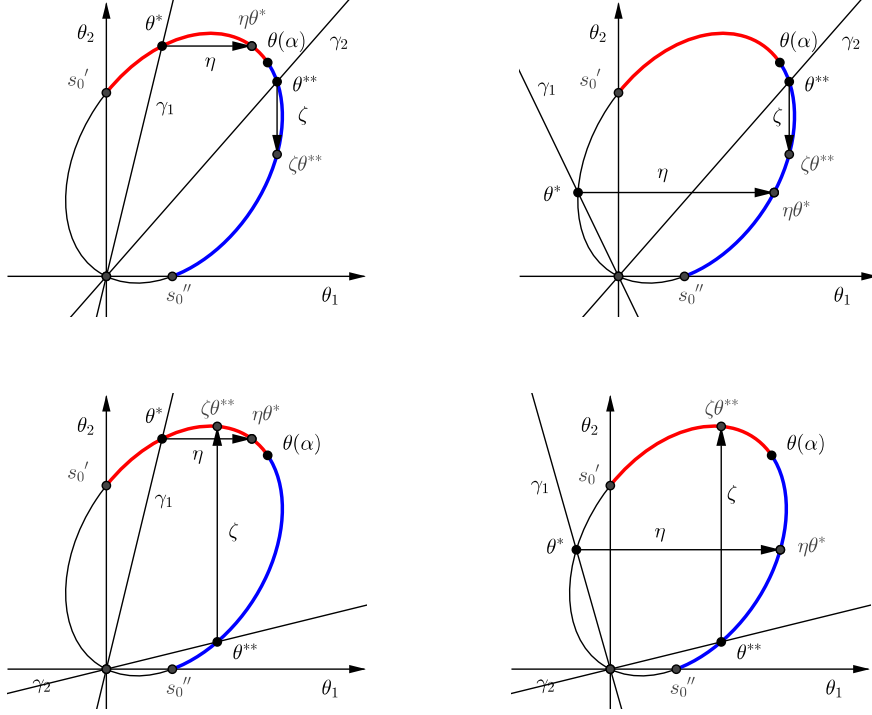 θ* ηθ*
θ₂ θ(α)
γ₂
η
s₀′ θ**
γ₁ ζ
ζθ**
s₀″ θ₁
θ₂ θ(α)
γ₂
s₀′ θ**
γ₁ ζ
ζθ**
η
θ* ηθ*
s₀″ θ₁
θ* ζθ** ηθ*
θ₂ θ(α)
η
s₀′
γ₁
ζ
θ**
γ₂ s₀″ θ₁
ζθ**
θ₂ θ(α)
s₀′
γ₁ ζ
η
θ* ηθ*
θ**
γ₂ s₀″ θ₁